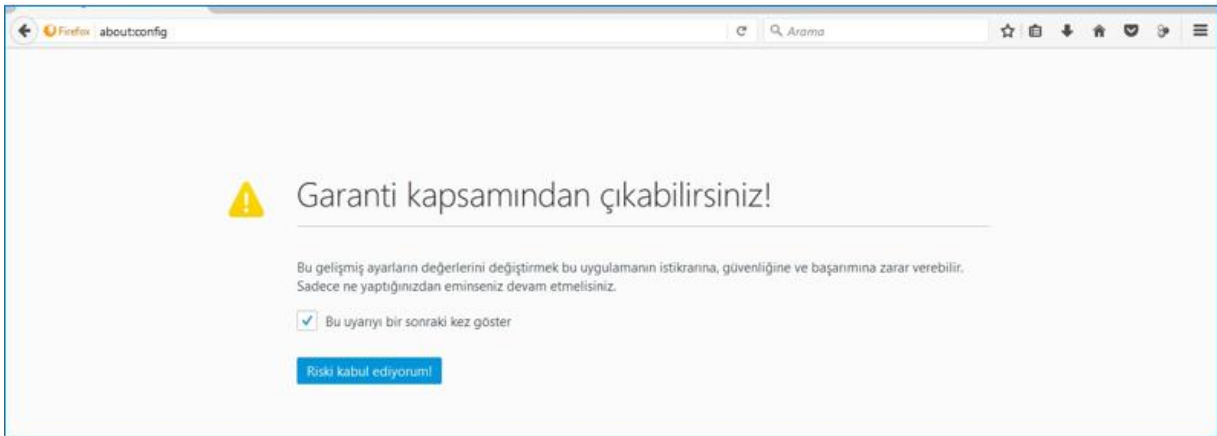 Firefox about:config
Arama
Garanti kapsamından çıkabilirsiniz!
Bu gelişmiş ayarların değerlerini değiştirmek bu uygulamanın istikrarına, güvenliğine ve başarımına zarar verebilir.
Sadece ne yaptığınızdan eminseniz devam etmelisiniz.
Bu uyarıyı bir sonraki kez göster
Riski kabul ediyorum!